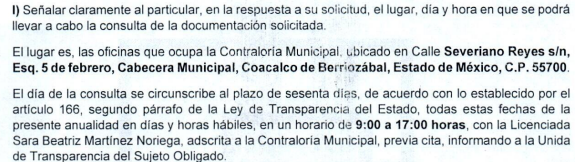 I) Señalar claramente al particular, en la respuesta a su solicitud, el lugar, día y hora en que se podrá
llevar a cabo la consulta de la documentación solicitada.
El lugar es, las oficinas que ocupa la Contraloría Municipal, ubicado en Calle Severiano Reyes s/n,
Esq. 5 de febrero, Cabecera Municipal, Coacalco de Berriozábal, Estado de México, C.P. 55700.
El día de la consulta se circunscribe al plazo de sesenta días, de acuerdo con lo establecido por el
artículo 166, segundo párrafo de la Ley de Transparencia del Estado, todas estas fechas de la
presente anualidad en días y horas hábiles, en un horario de 9:00 a 17:00 horas, con la Licenciada
Sara Beatriz Martínez Noriega, adscrita a la Contraloría Municipal, previa cita, informando a la Unida
de Transparencia del Sujeto Obligado.